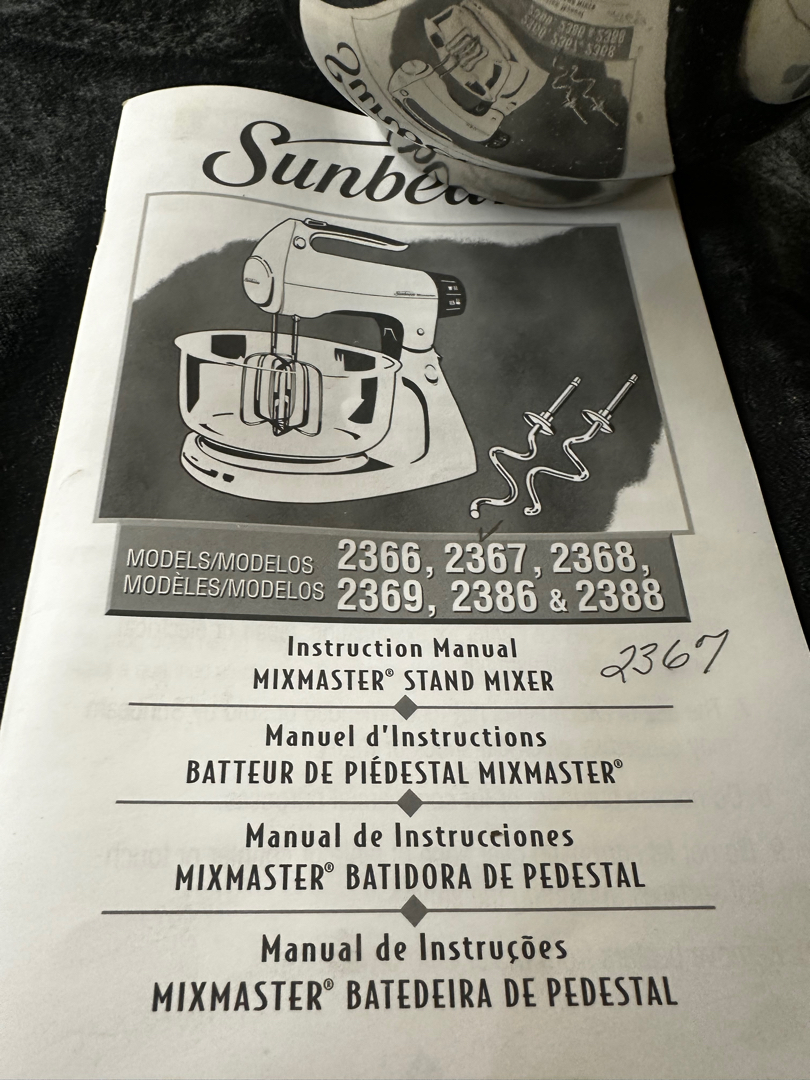 Sunbea
MODELS/MODELOS 2366, 2367, 2368,
MODÈLES/MODELOS 2369, 2386 & 2388
Instruction Manual
2367
MIXMASTER® STAND MIXER
Manuel d'Instructions
BATTEUR DE PIÉDESTAL MIXMASTER®
Manual de Instrucciones
MIXMASTER® BATIDORA DE PEDESTAL
Manual de Instruções
MIXMASTER® BATEDEIRA DE PEDESTAL